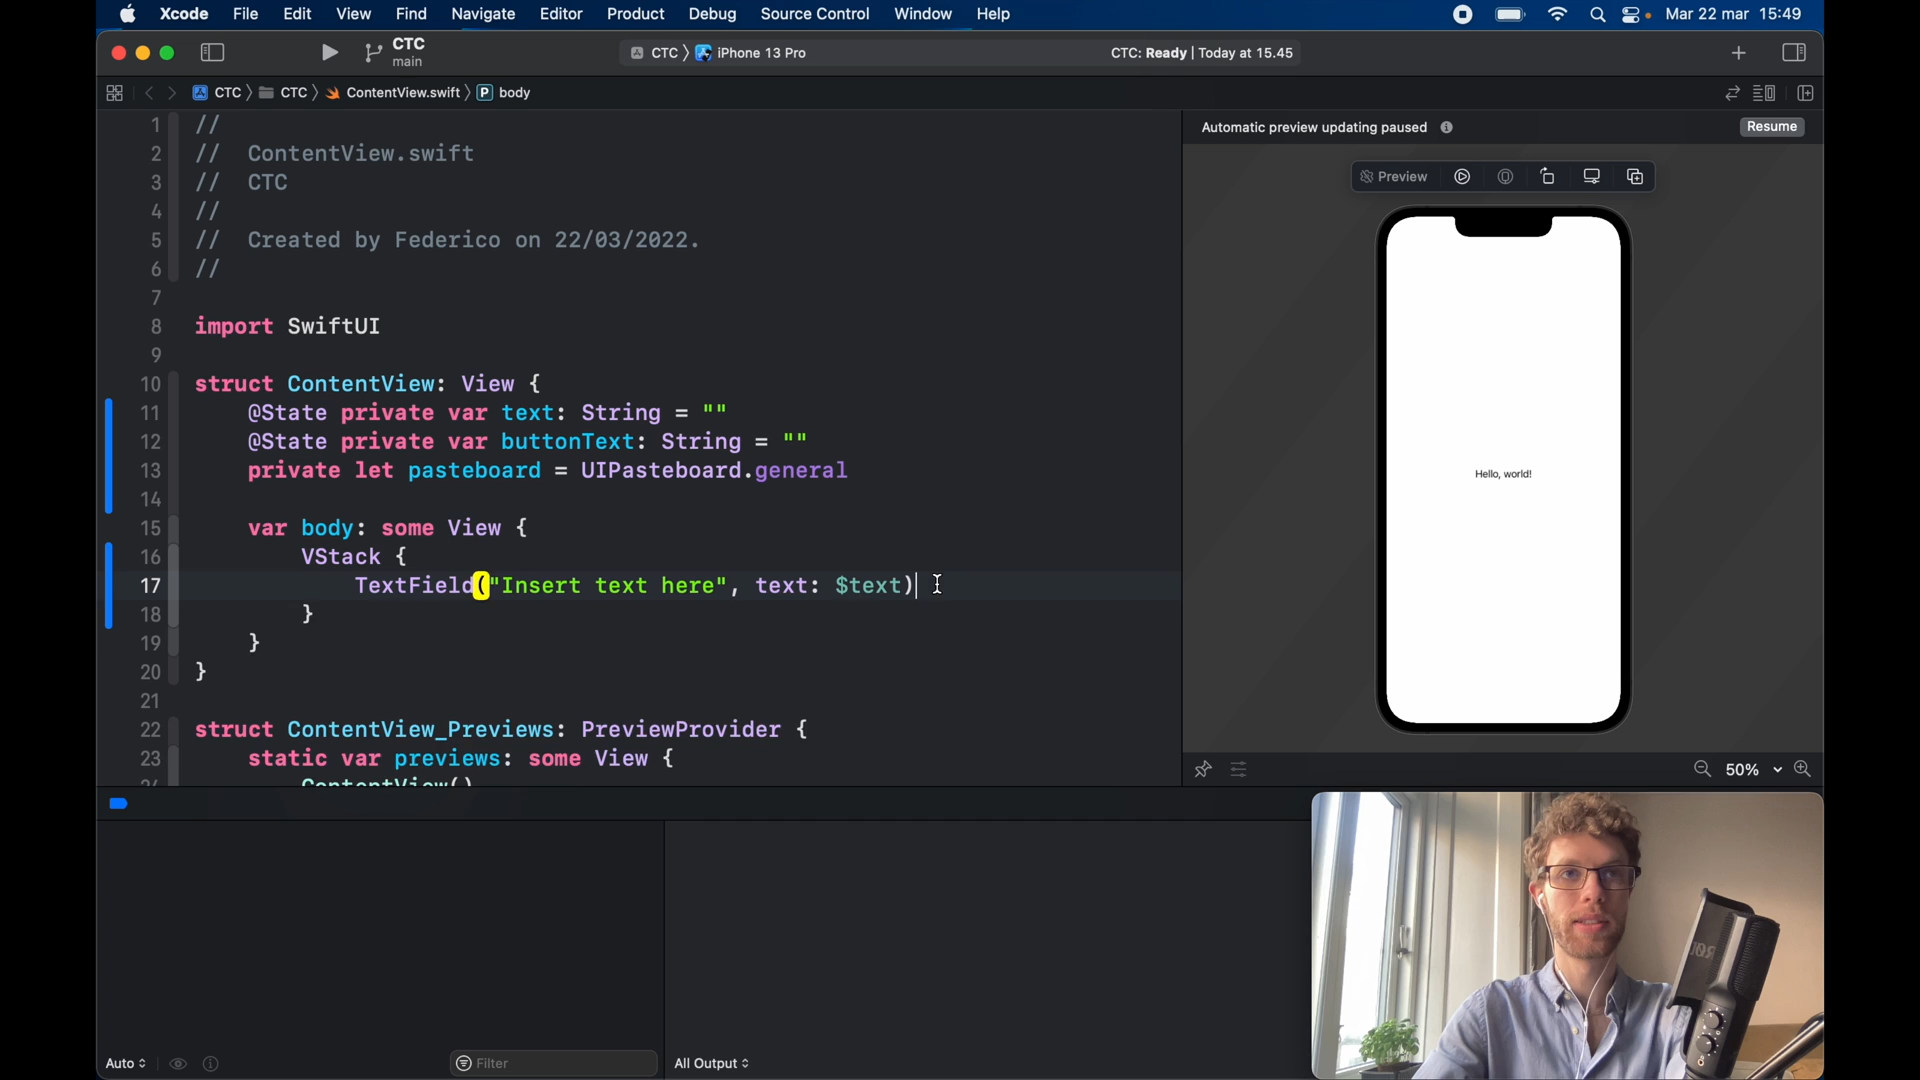 Xcode File Edit View Find Navigate Editor Product Debug Source Control Window Help Mar 22 mar 15:49
CTC
main
CTC 〉 iPhone 13 Pro
CTC: Ready | Today at 15.45
CTC 〉 CTC 〉 ContentView.swift 〉 P body
1 //
2 // ContentView.swift
3 // CTC
4 //
5 // Created by Federico on 22/03/2022.
6 //
7
8 import SwiftUI
9
10 struct ContentView: View {
11 @State private var text: String = ""
12 @State private var buttonText: String = ""
13 private let pasteboard = UIPasteboard.general
14
15 var body: some View {
16 VStack {
17 TextField("Insert text here", text: $text)
18 }
19 }
20 }
21
22 struct ContentView_Previews: PreviewProvider {
23 static var previews: some View {
24 ContentView()
Automatic preview updating paused
Resume
Preview
Hello, world!
50%
Auto
Filter
All Output